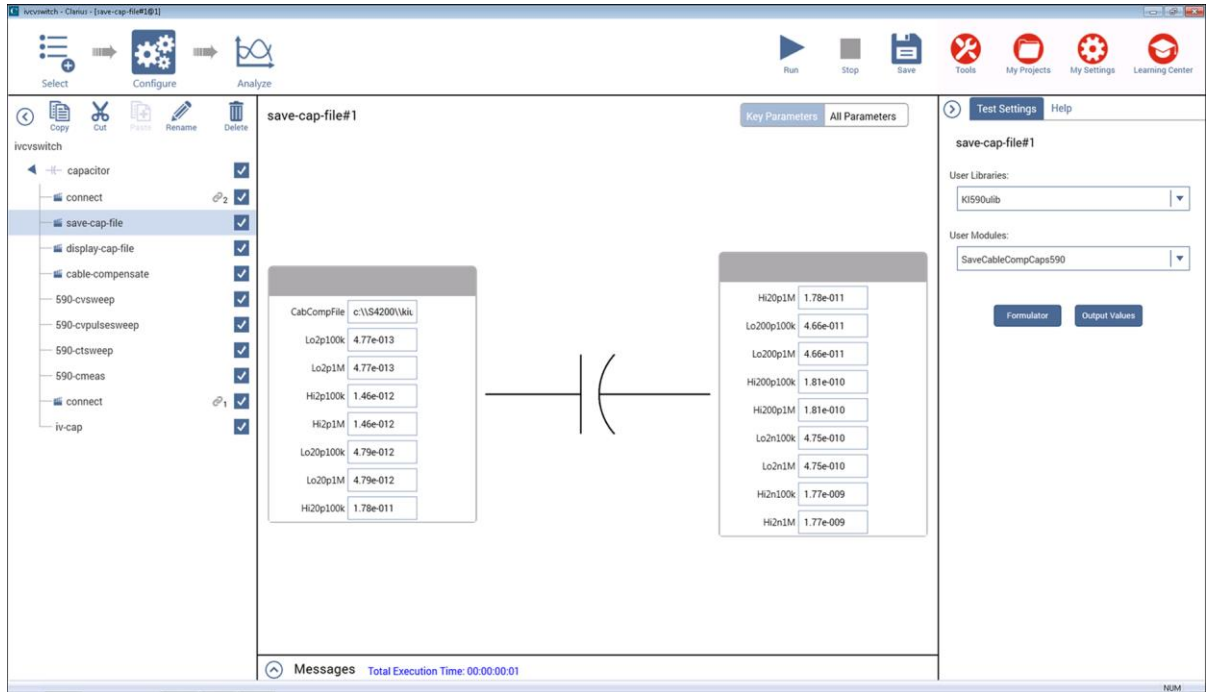 ivcvswitch - Clarius - [save-cap-file#1@1]
Select
Configure
Analyze
Run
Stop
Save
Tools
My Projects
My Settings
Learning Center
Copy
Cut
Paste
Rename
Delete
ivcvswitch
capacitor
connect 2
save-cap-file
display-cap-file
cable-compensate
590-cvsweep
590-cvpulsesweep
590-ctsweep
590-cmeas
connect 1
iv-cap
save-cap-file#1
Key Parameters All Parameters
CabCompFile c:\\S4200\\kiu
Lo2p100k 4.77e-013
Lo2p1M 4.77e-013
Hi2p100k 1.46e-012
Hi2p1M 1.46e-012
Lo20p100k 4.79e-012
Lo20p1M 4.79e-012
Hi20p100k 1.78e-011
Hi20p1M 1.78e-011
Lo200p100k 4.66e-011
Lo200p1M 4.66e-011
Hi200p100k 1.81e-010
Hi200p1M 1.81e-010
Lo2n100k 4.75e-010
Lo2n1M 4.75e-010
Hi2n100k 1.77e-009
Hi2n1M 1.77e-009
Messages Total Execution Time: 00:00:00:01
Test Settings Help
save-cap-file#1
User Libraries:
KI590ulib
User Modules:
SaveCableCompCaps590
Formulator Output Values
NUM